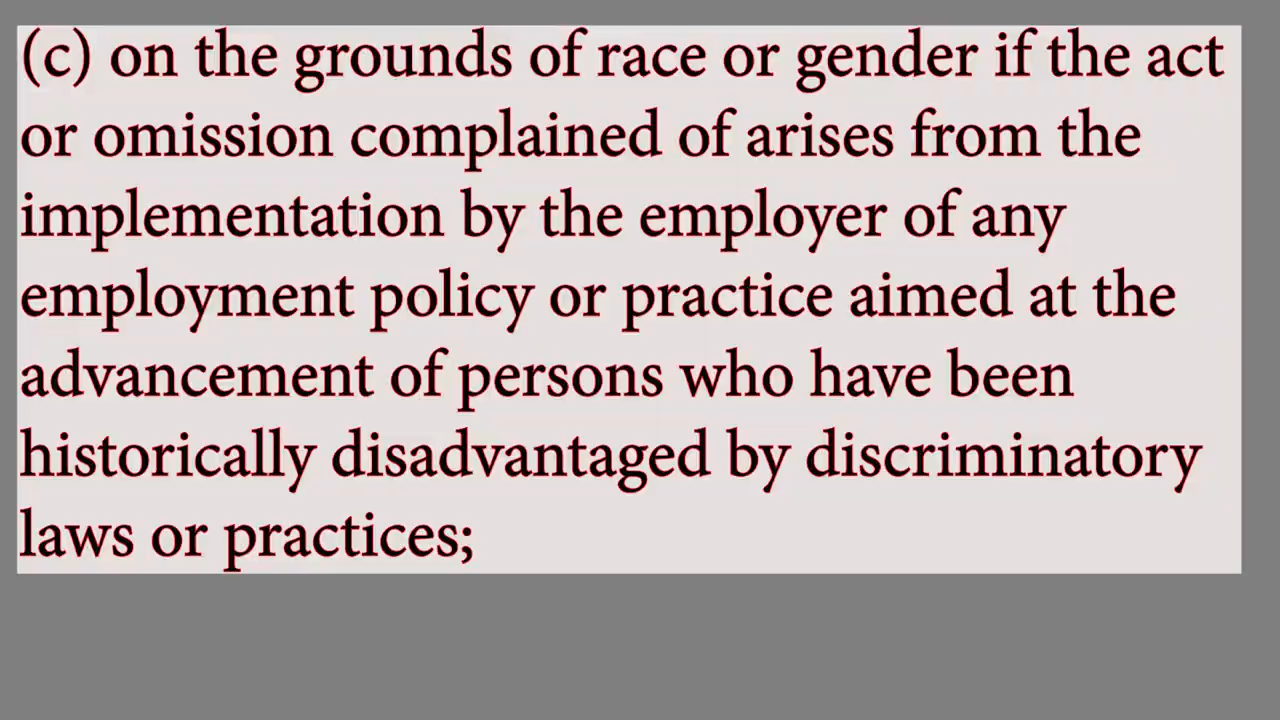 (c) on the grounds of race or gender if the act
or omission complained of arises from the
implementation by the employer of any
employment policy or practice aimed at the
advancement of persons who have been
historically disadvantaged by discriminatory
laws or practices;